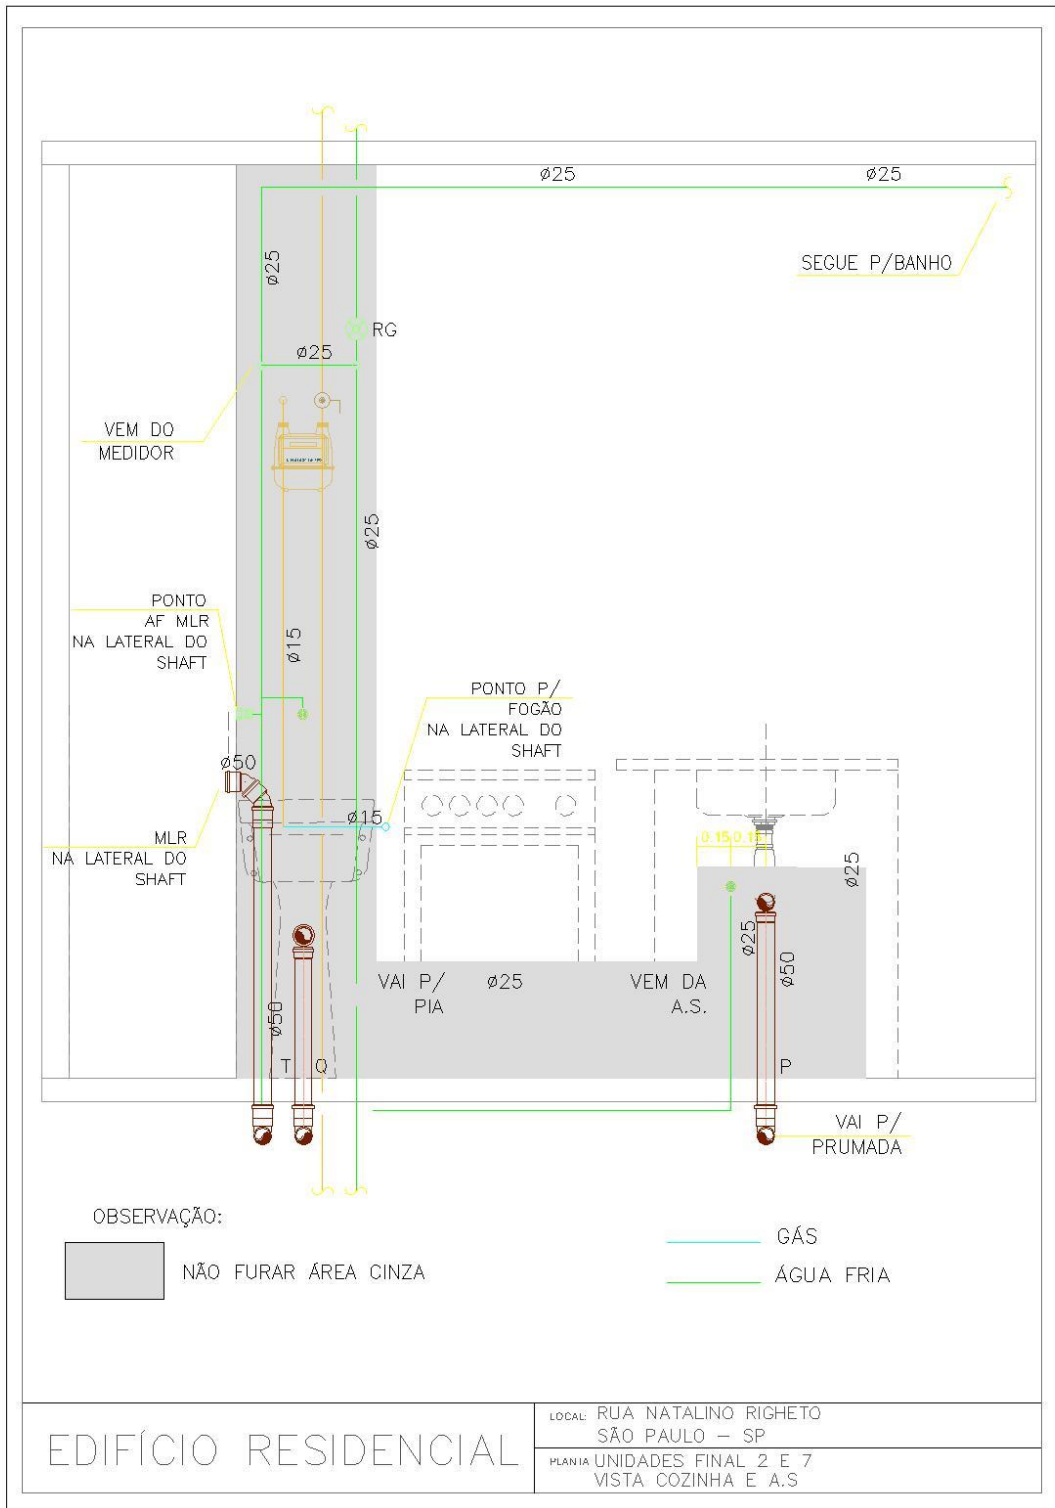 Ø25
Ø25
Ø25
SEGUE P/BANHO
RG
Ø25
VEM DO
MEDIDOR
Ø25
PONTO
AF MLR
NA LATERAL DO
SHAFT
Ø15
PONTO P/
FOGÃO
NA LATERAL DO
SHAFT
Ø50
Ø15
MLR
NA LATERAL DO
SHAFT
0.15
0.15
Ø25
Ø25
Ø50
VAI P/
PIA
Ø25
VEM DA
A.S.
Ø50
T
Q
P
VAI P/
PRUMADA
OBSERVAÇÃO:
NÃO FURAR ÁREA CINZA
GÁS
ÁGUA FRIA
EDIFÍCIO RESIDENCIAL
LOCAL: RUA NATALINO RIGHETO
SÃO PAULO – SP
PLANTA UNIDADES FINAL 2 E 7
VISTA COZINHA E A.S